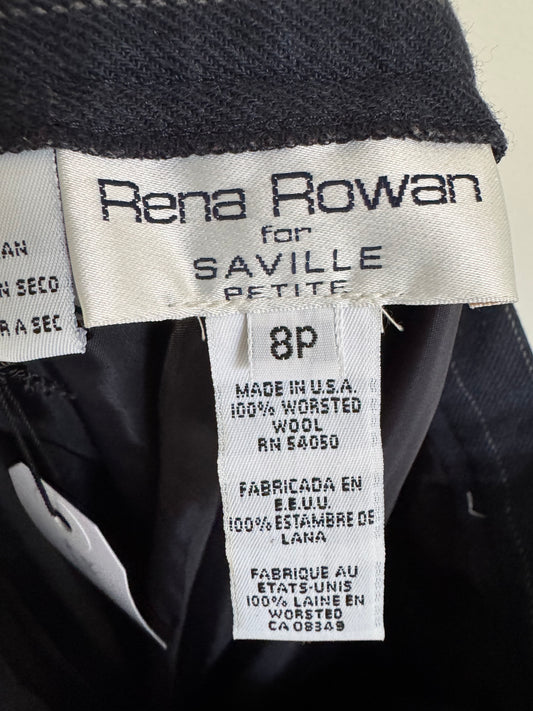 Rena Rowan
for
SAVILLE
PETITE
AN
N SECO
R A SEC
8P
MADE IN U.S.A.
100% WORSTED
WOOL
RN 54050
FABRICADA EN
E.E.U.U.
100% ESTAMBRE DE
LANA
FABRIQUE AU
ETATS-UNIS
100% LAINE EN
WORSTED
CA 08349